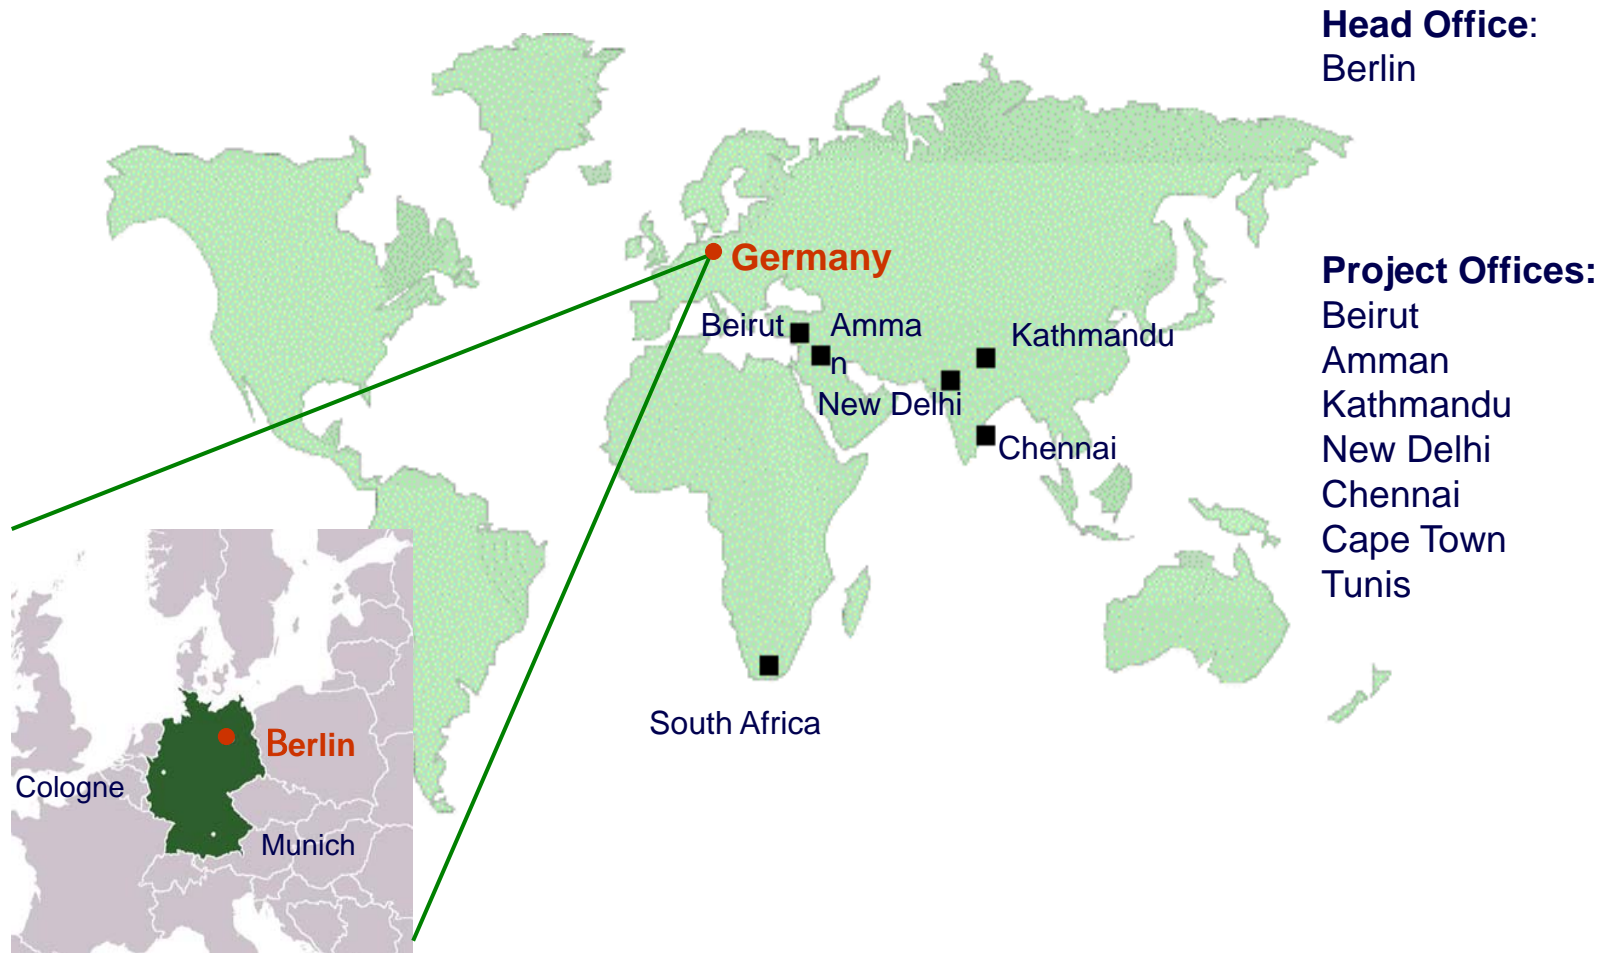 Head Office:
Berlin
Germany
Project Offices:
Beirut
Amman
Kathmandu
New Delhi
Chennai
Cape Town
Tunis
Beirut
Amma
n
Kathmandu
New Delhi
Chennai
South Africa
Berlin
Cologne
Munich